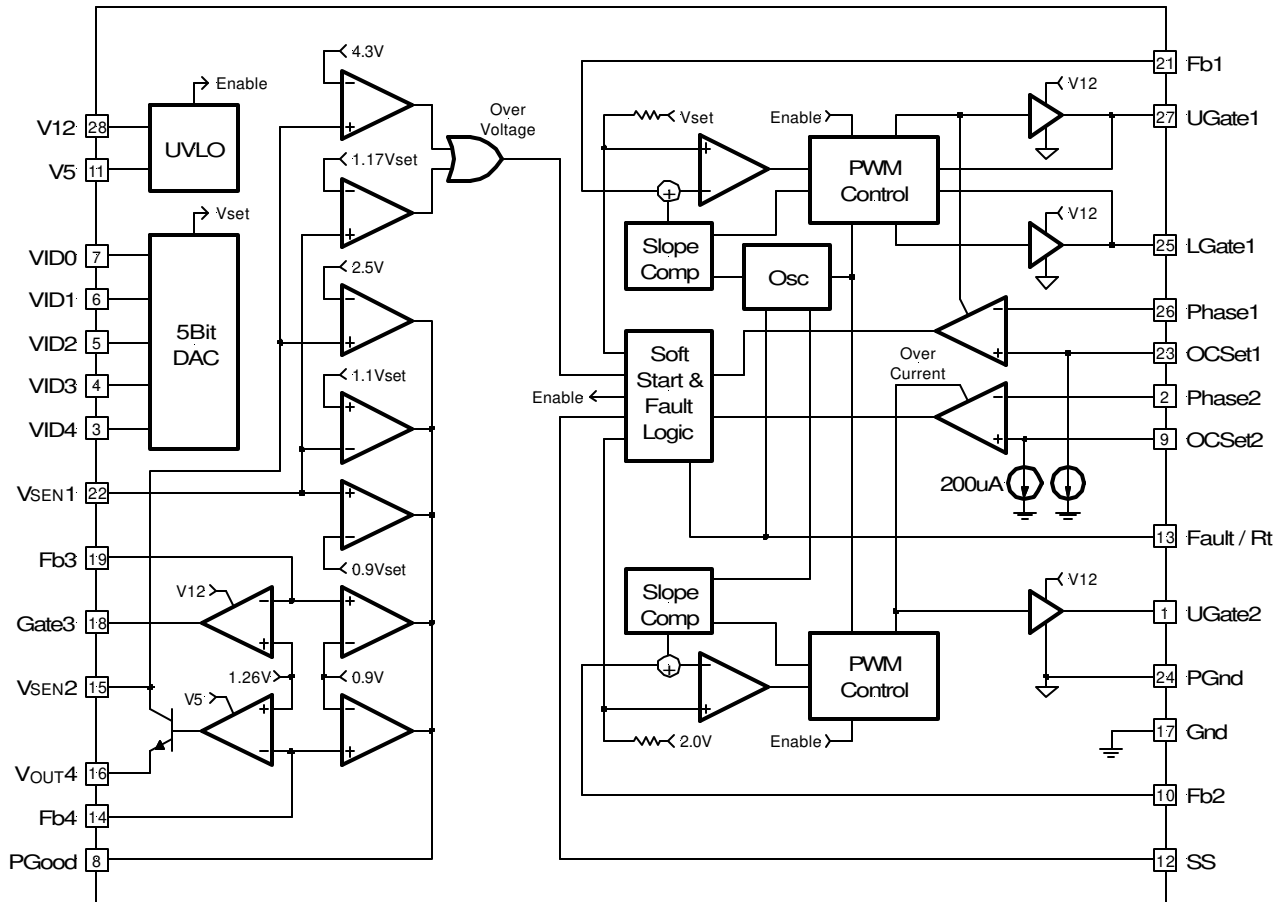 V12 28
V5 11
UVLO
Enable
Vset
VID0 7
VID1 6
VID2 5
VID3 4
VID4 3
5Bit
DAC
VSEN1 22
Fb3 19
Gate3 18
VSEN2 15
VOUT4 16
Fb4 14
PGood 8
4.3V
- 
+
1.17Vset
-
+
2.5V
-
+
1.1Vset
+
-
+
-
0.9Vset
V12
-
+
+
-
1.26V
0.9V
V5
+
-
-
+
Over
Voltage
Vset
+
-
+
Slope
Comp
Enable
PWM
Control
Osc
V12
V12
Soft
Start &
Fault
Logic
Enable
-
+
Over
Current
-
+
200uA
Slope
Comp
+
-
+
2.0V
PWM
Control
Enable
V12
21 Fb1
27 UGate1
25 LGate1
26 Phase1
23 OCSet1
2 Phase2
9 OCSet2
13 Fault / Rt
1 UGate2
24 PGnd
17 Gnd
10 Fb2
12 SS